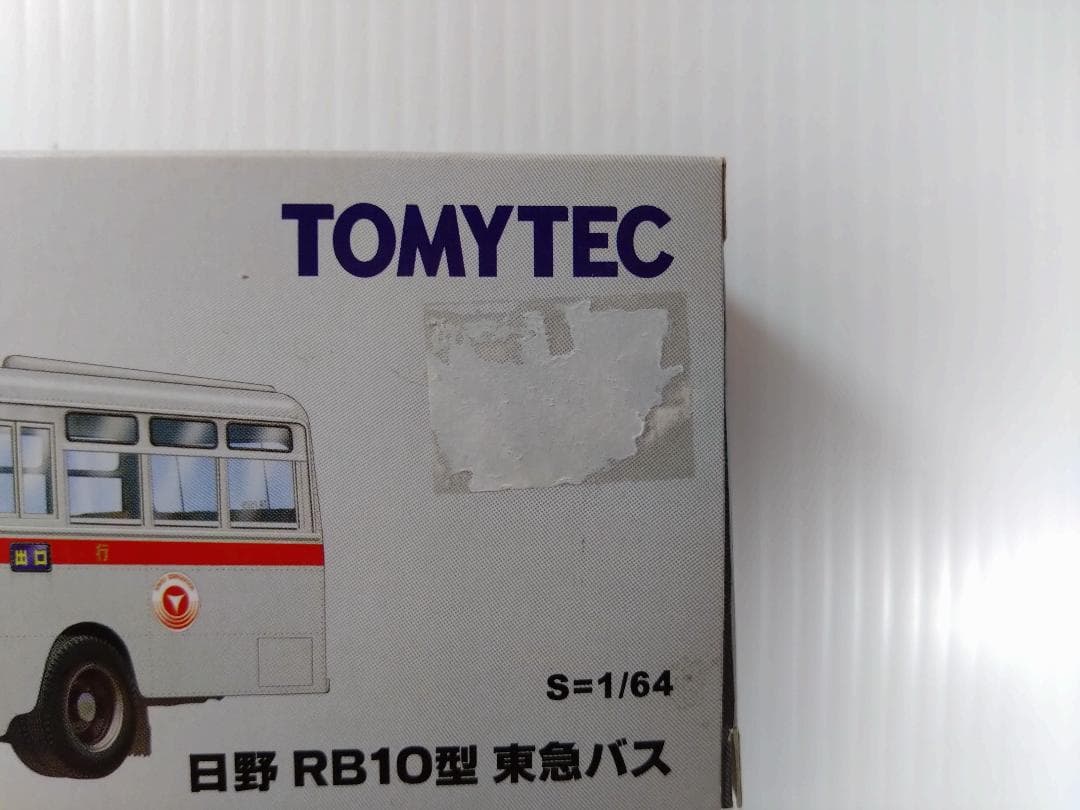 TOMYTEC
出口
行
S=1/64
日野 RB10型 東急バス